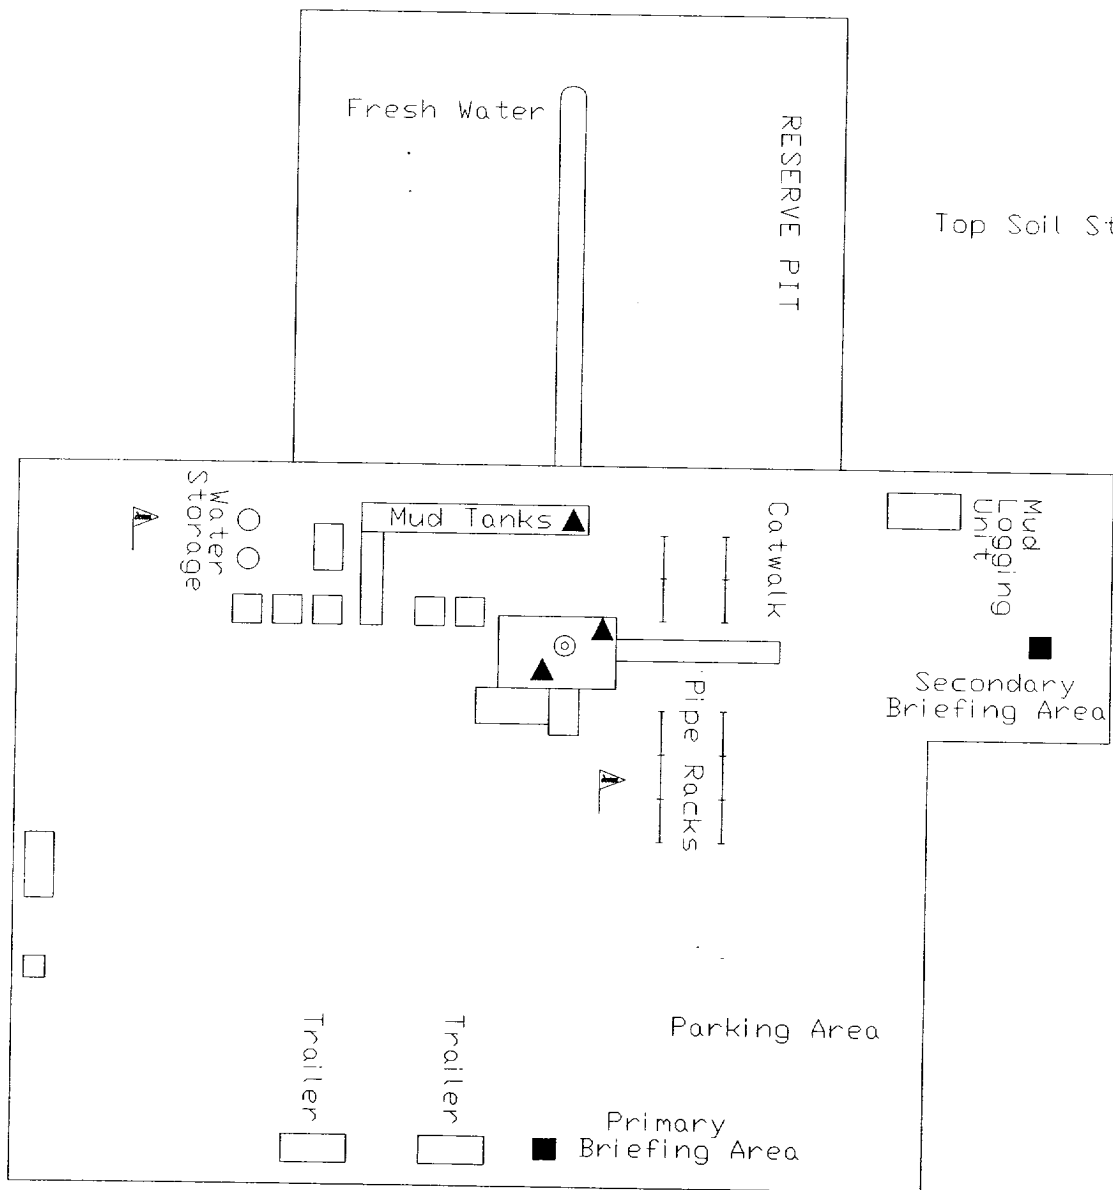 Fresh Water
RESERVE PIT
Top Soil St
Water
Storage
Mud Tanks
Catwalk
Mud
Logging
Unit
Secondary
Briefing Area
Pipe Racks
Parking Area
Trailer
Trailer
Primary
Briefing Area